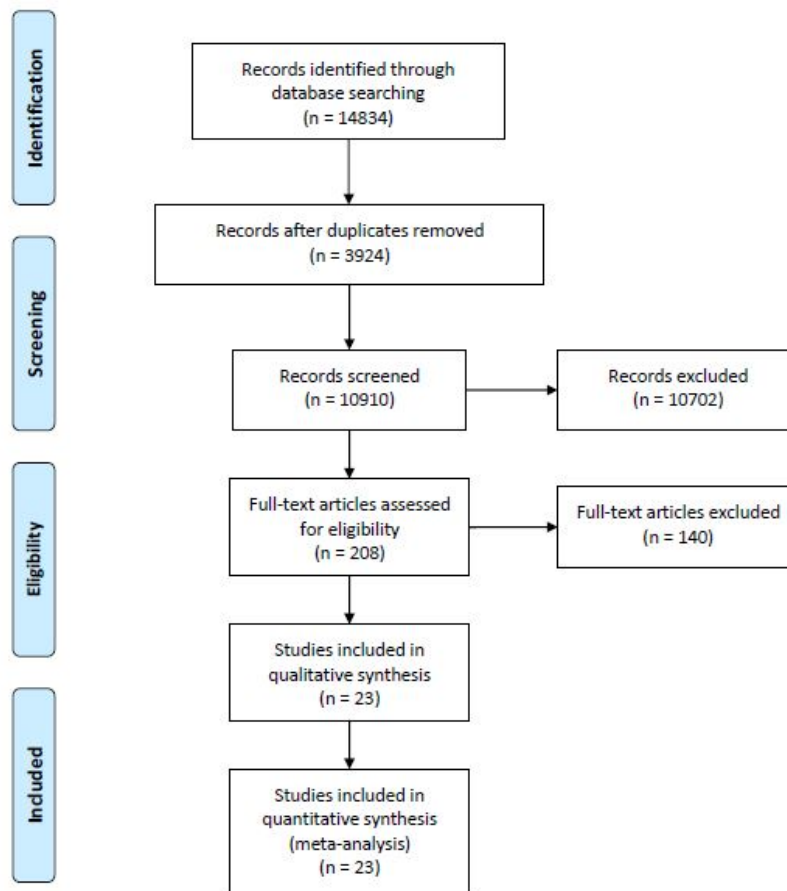 Identification
Records identified through
database searching
(n = 14834)
Records after duplicates removed
(n = 3924)
Screening
Records screened
(n = 10910)
Records excluded
(n = 10702)
Eligibility
Full-text articles assessed
for eligibility
(n = 208)
Full-text articles excluded
(n = 140)
Studies included in
qualitative synthesis
(n = 23)
Included
Studies included in
quantitative synthesis
(meta-analysis)
(n = 23)